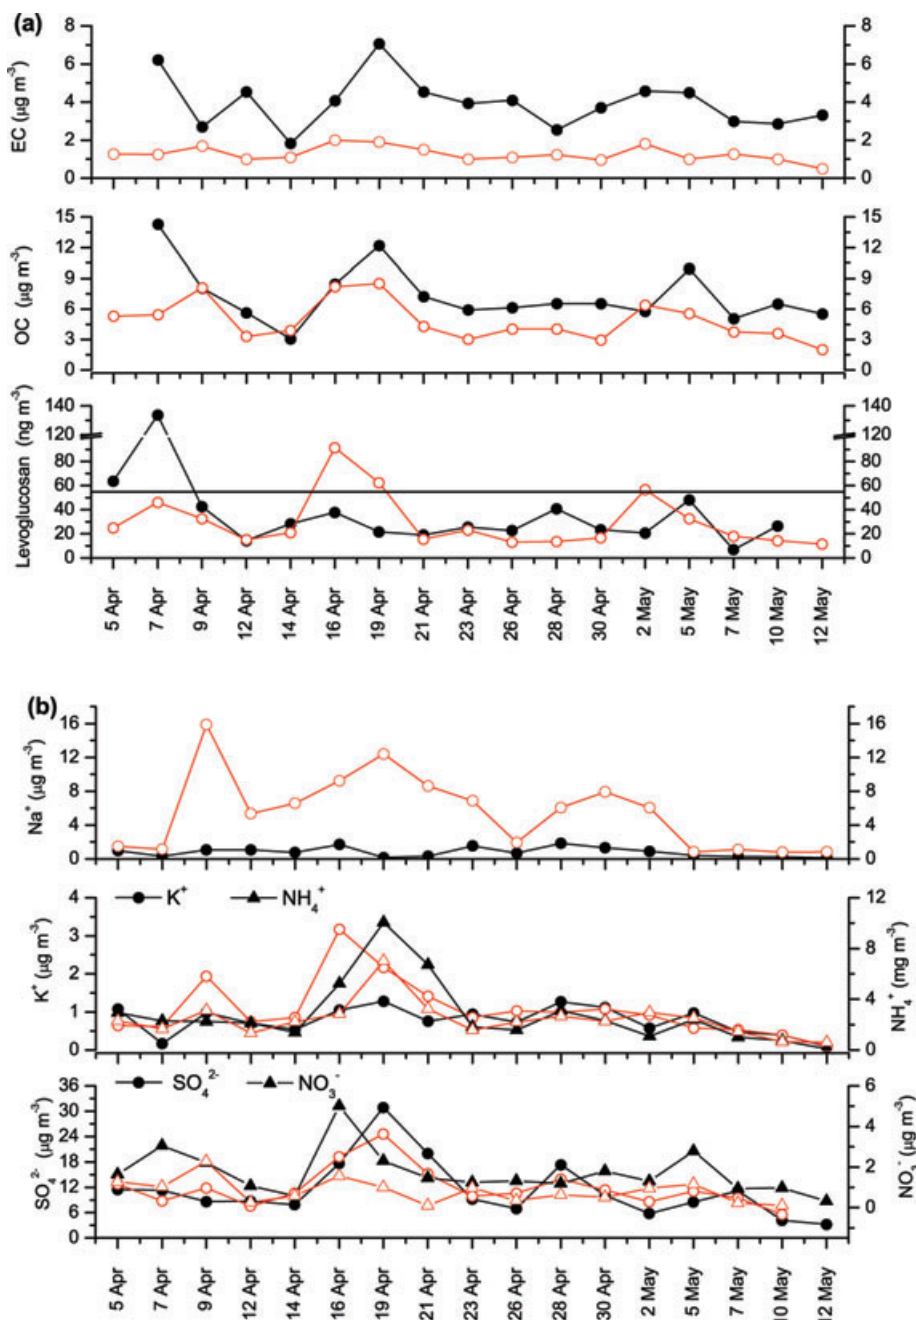 (a)
8 8
6 6
4 4
2 2
0 0
EC (μg m⁻³)
15 15
12 12
9 9
6 6
3 3
0 0
OC (μg m⁻³)
140 140
120 120
80 80
60 60
40 40
20 20
0 0
Levoglucosan (ng m⁻³)
5 Apr 7 Apr 9 Apr 12 Apr 14 Apr 16 Apr 19 Apr 21 Apr 23 Apr 26 Apr 28 Apr 30 Apr 2 May 5 May 7 May 10 May 12 May
(b)
16 16
12 12
8 8
4 4
0 0
Na⁺ (μg m⁻³)
K⁺ NH₄⁺
4 12
3 10
8
2 6
1 4
2
0 0
K⁺ (μg m⁻³)
NH₄⁺ (mg m⁻³)
SO₄²⁻ NO₃⁻
36 6
30
24 4
18 2
12
6 0
0
SO₄²⁻ (μg m⁻³)
NO₃⁻ (μg m⁻³)
5 Apr 7 Apr 9 Apr 12 Apr 14 Apr 16 Apr 19 Apr 21 Apr 23 Apr 26 Apr 28 Apr 30 Apr 2 May 5 May 7 May 10 May 12 May